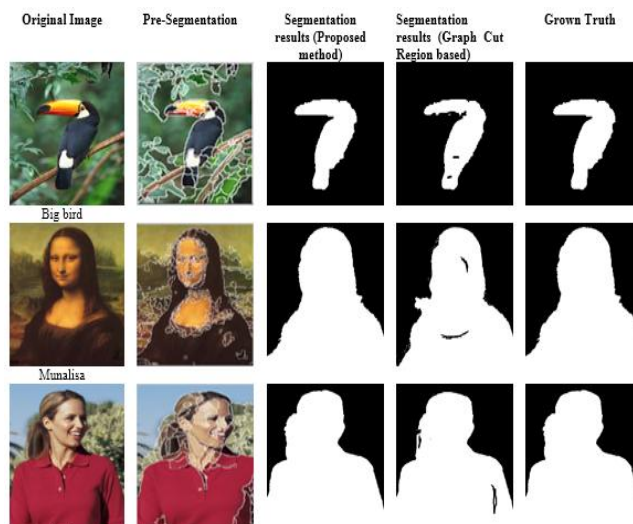 Original Image
Pre-Segmentation
Segmentation
results (Proposed
method)
Segmentation
results (Graph Cut
Region based)
Grown Truth
Big bird
Munalisa